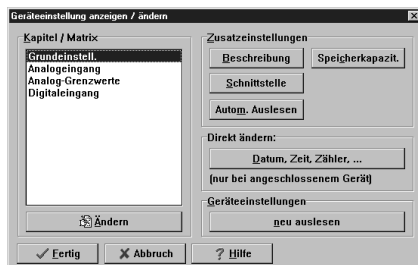 Geräteeinstellung anzeigen / ändern
Kapitel / Matrix
Grundeinstell.
Analogeingang
Analog-Grenzwerte
Digitaleingang
Ändern
Zusatzeinstellungen
Beschreibung
Speicherkapazit.
Schnittstelle
Autom. Auslesen
Direkt ändern:
Datum, Zeit, Zähler, ...
(nur bei angeschlossenem Gerät)
Geräteeinstellungen
neu auslesen
Fertig
Abbruch
? Hilfe